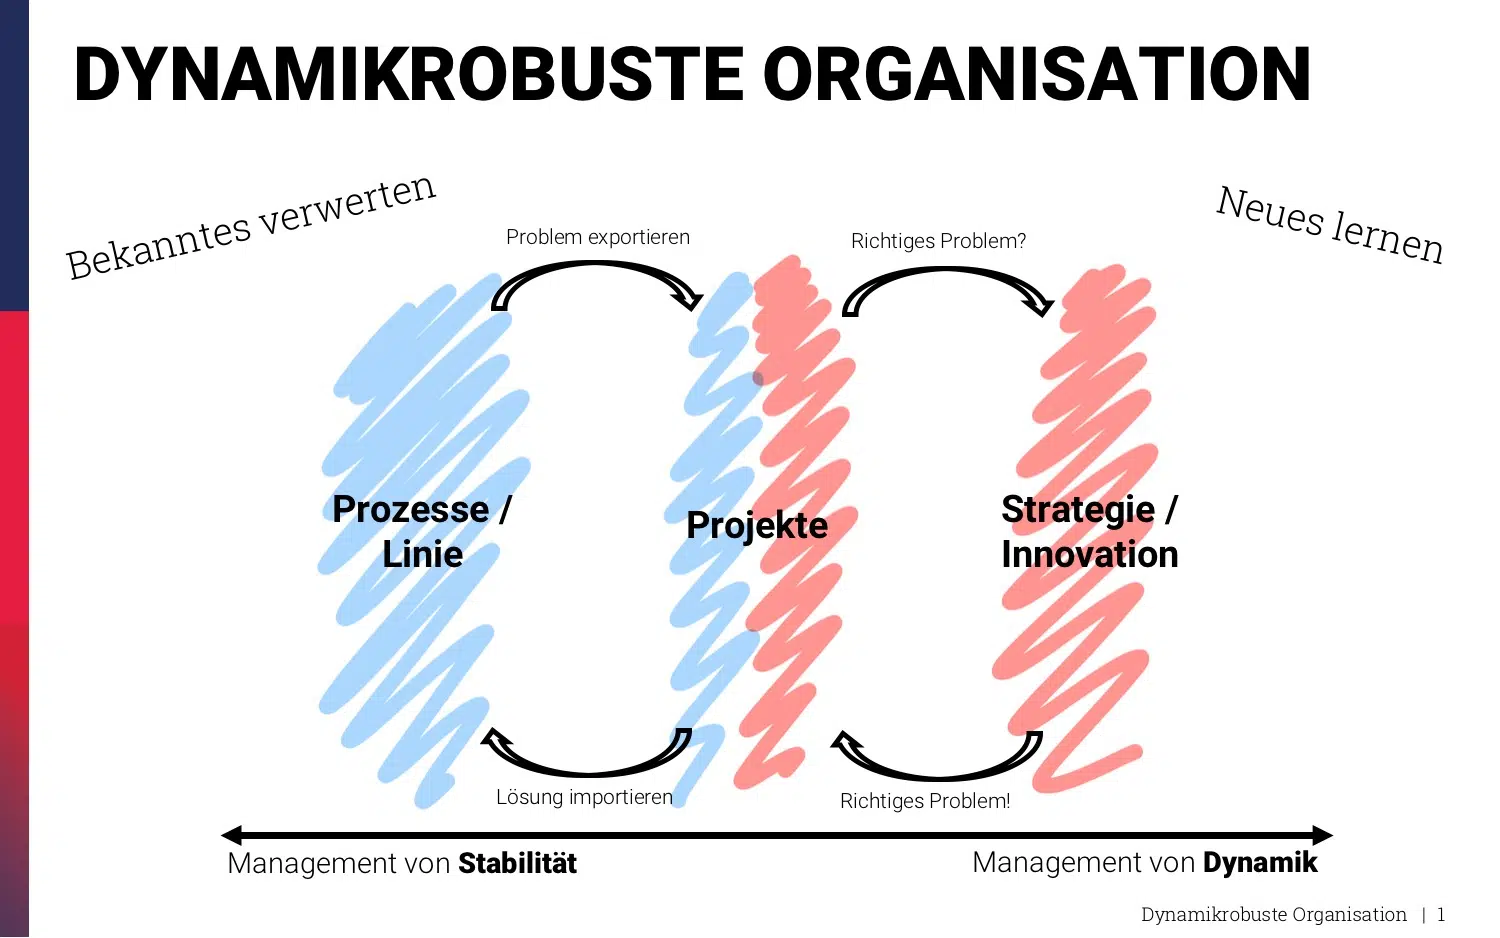 DYNAMIKROBUSTE ORGANISATION
Bekanntes verwerten
Neues lernen
Problem exportieren
Richtiges Problem?
Prozesse /
Linie
Projekte
Strategie /
Innovation
Lösung importieren
Richtiges Problem!
Management von Stabilität
Management von Dynamik
Dynamikrobuste Organisation | 1